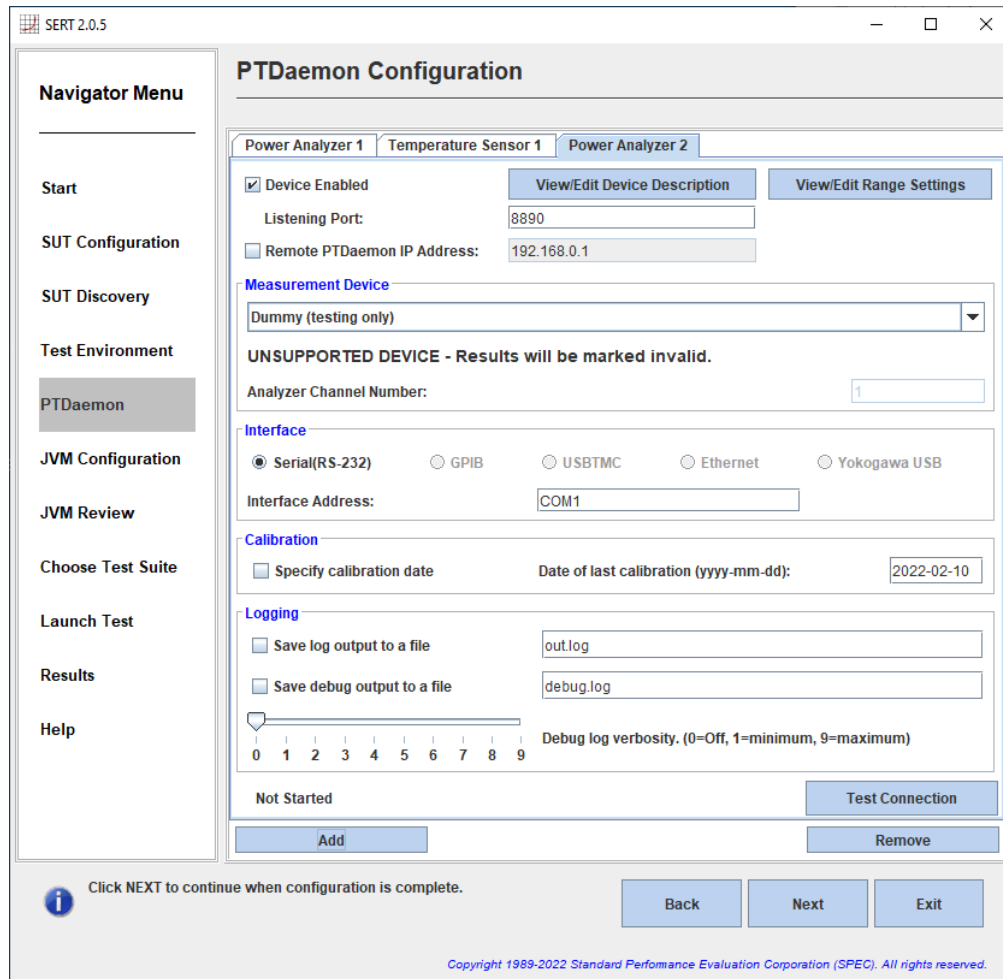 SERT 2.0.5
Navigator Menu
Start
SUT Configuration
SUT Discovery
Test Environment
PTDaemon
JVM Configuration
JVM Review
Choose Test Suite
Launch Test
Results
Help
PTDaemon Configuration
Power Analyzer 1 Temperature Sensor 1 Power Analyzer 2
Device Enabled View/Edit Device Description View/Edit Range Settings
Listening Port: 8890
Remote PTDaemon IP Address: 192.168.0.1
Measurement Device
Dummy (testing only)
UNSUPPORTED DEVICE - Results will be marked invalid.
Analyzer Channel Number: 1
Interface
Serial(RS-232) GPIB USBTMC Ethernet Yokogawa USB
Interface Address: COM1
Calibration
Specify calibration date Date of last calibration (yyyy-mm-dd): 2022-02-10
Logging
Save log output to a file out.log
Save debug output to a file debug.log
0 1 2 3 4 5 6 7 8 9 Debug log verbosity. (0=Off, 1=minimum, 9=maximum)
Not Started Test Connection
Add Remove
i Click NEXT to continue when configuration is complete.
Back Next Exit
Copyright 1989-2022 Standard Performance Evaluation Corporation (SPEC). All rights reserved.